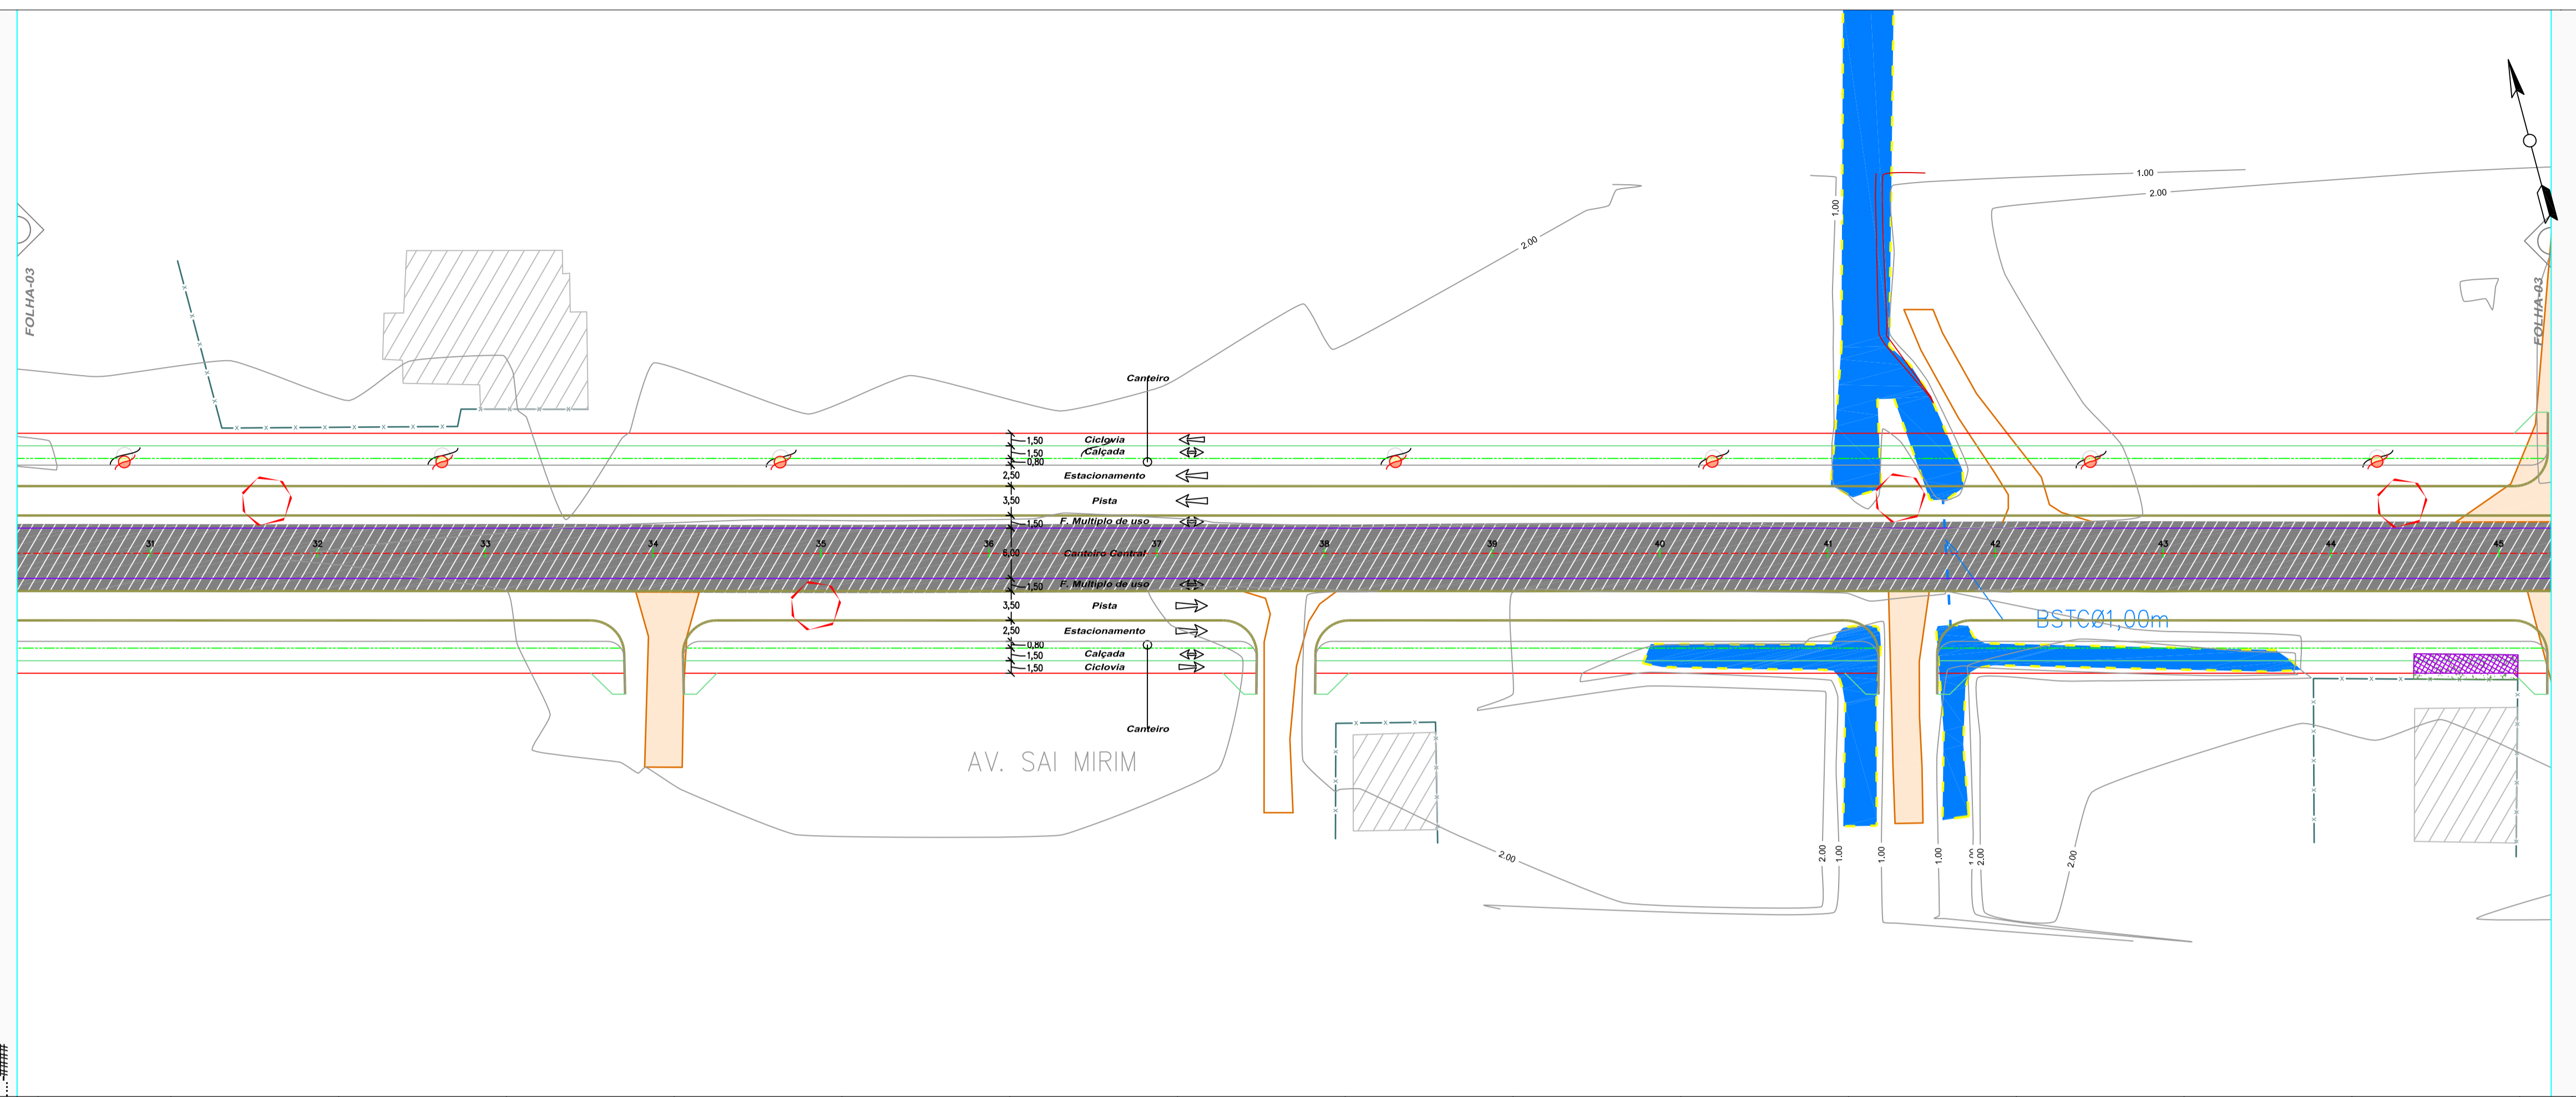 1.00
2.00
1.00
2.00
FOLHA-03
FOLHA-03
Canteiro
1,50 Ciclovia
1,50 Calçada
0,80
2,50 Estacionamento
3,50 Pista
1,50 F. Multiplo de uso
31 32 33 34 35 36 37 38 39 40 41 42 43 44 45
6,00 Canteiro Central
1,50 F. Multiplo de uso
3,50 Pista
BSTCØ1,00m
2,50 Estacionamento
0,80
1,50 Calçada
1,50 Ciclovia
Canteiro
AV. SAI MIRIM
2.00
2.00
1.00
1.00
1.00
1.00
2.00
2.00